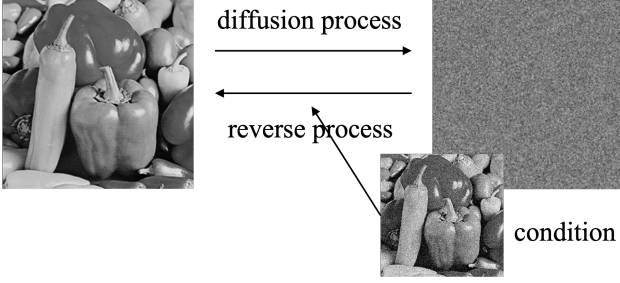 diffusion process
reverse process
condition